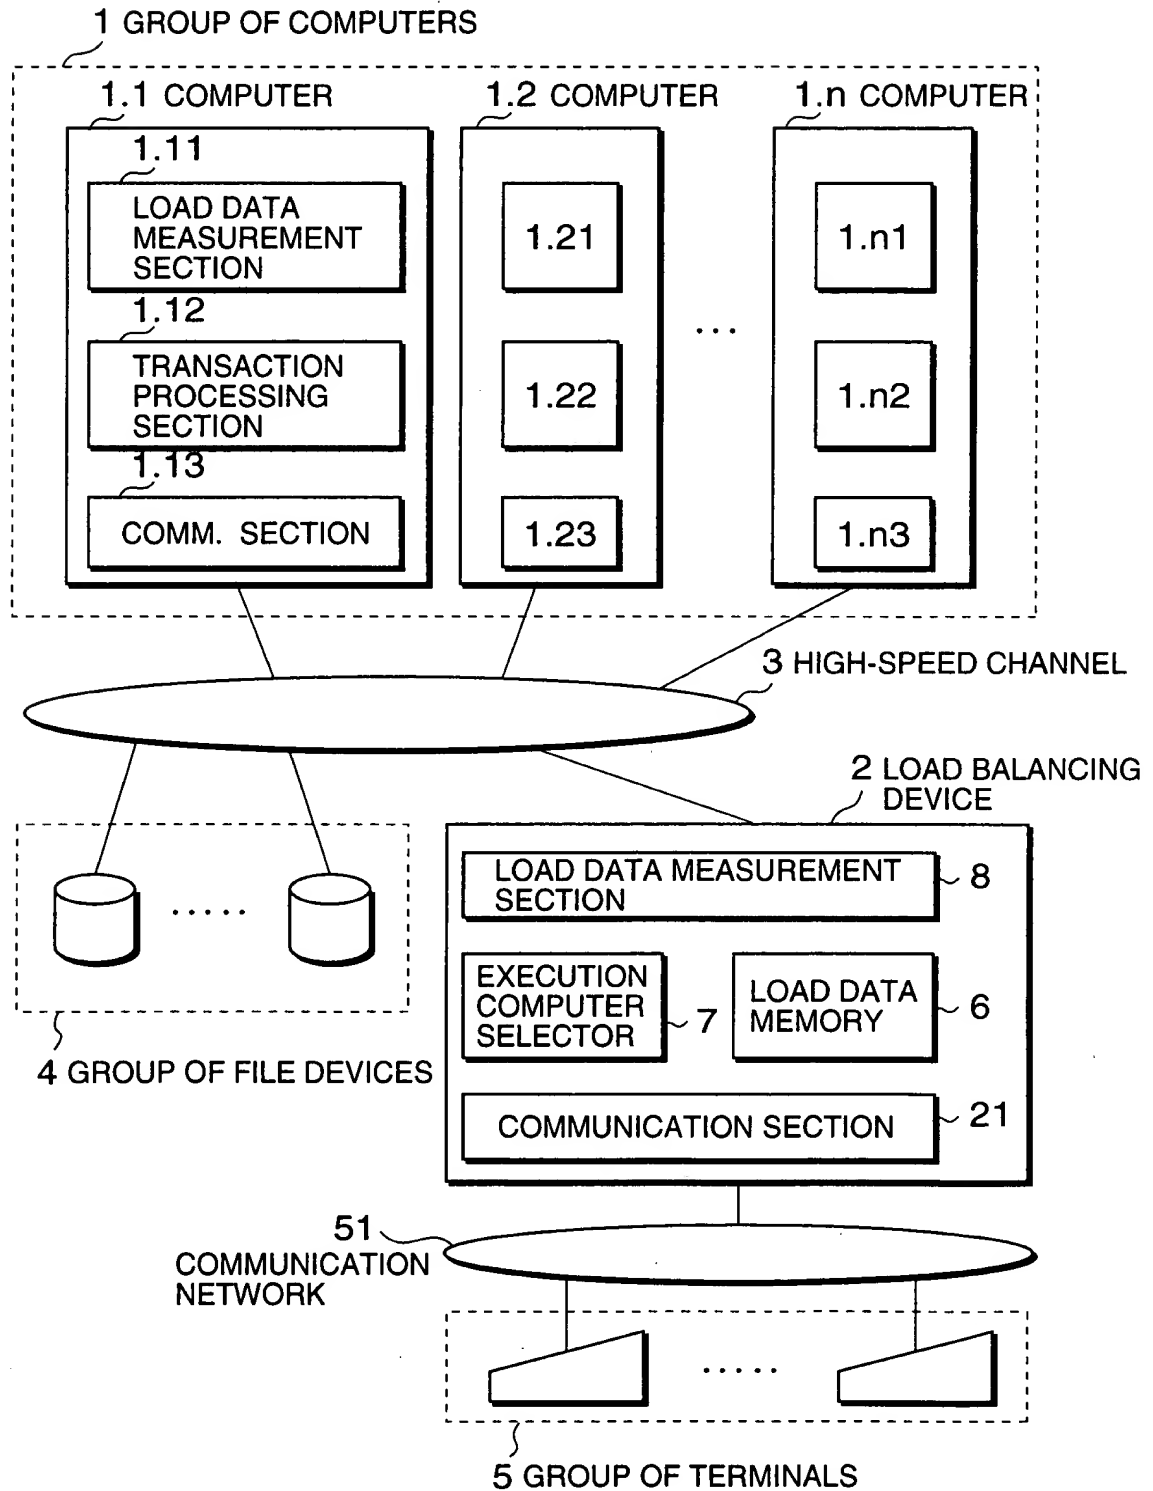 1 GROUP OF COMPUTERS
1.1 COMPUTER
1.2 COMPUTER
1.n COMPUTER
1.11
LOAD DATA
MEASUREMENT
SECTION
1.21
1.n1
1.12
TRANSACTION
PROCESSING
SECTION
1.22
...
1.n2
1.13
COMM. SECTION
1.23
1.n3
3 HIGH-SPEED CHANNEL
2 LOAD BALANCING
DEVICE
LOAD DATA MEASUREMENT
SECTION
8
.....
EXECUTION
COMPUTER
SELECTOR
7
LOAD DATA
MEMORY
6
4 GROUP OF FILE DEVICES
COMMUNICATION SECTION
21
51
COMMUNICATION
NETWORK
.....
5 GROUP OF TERMINALS